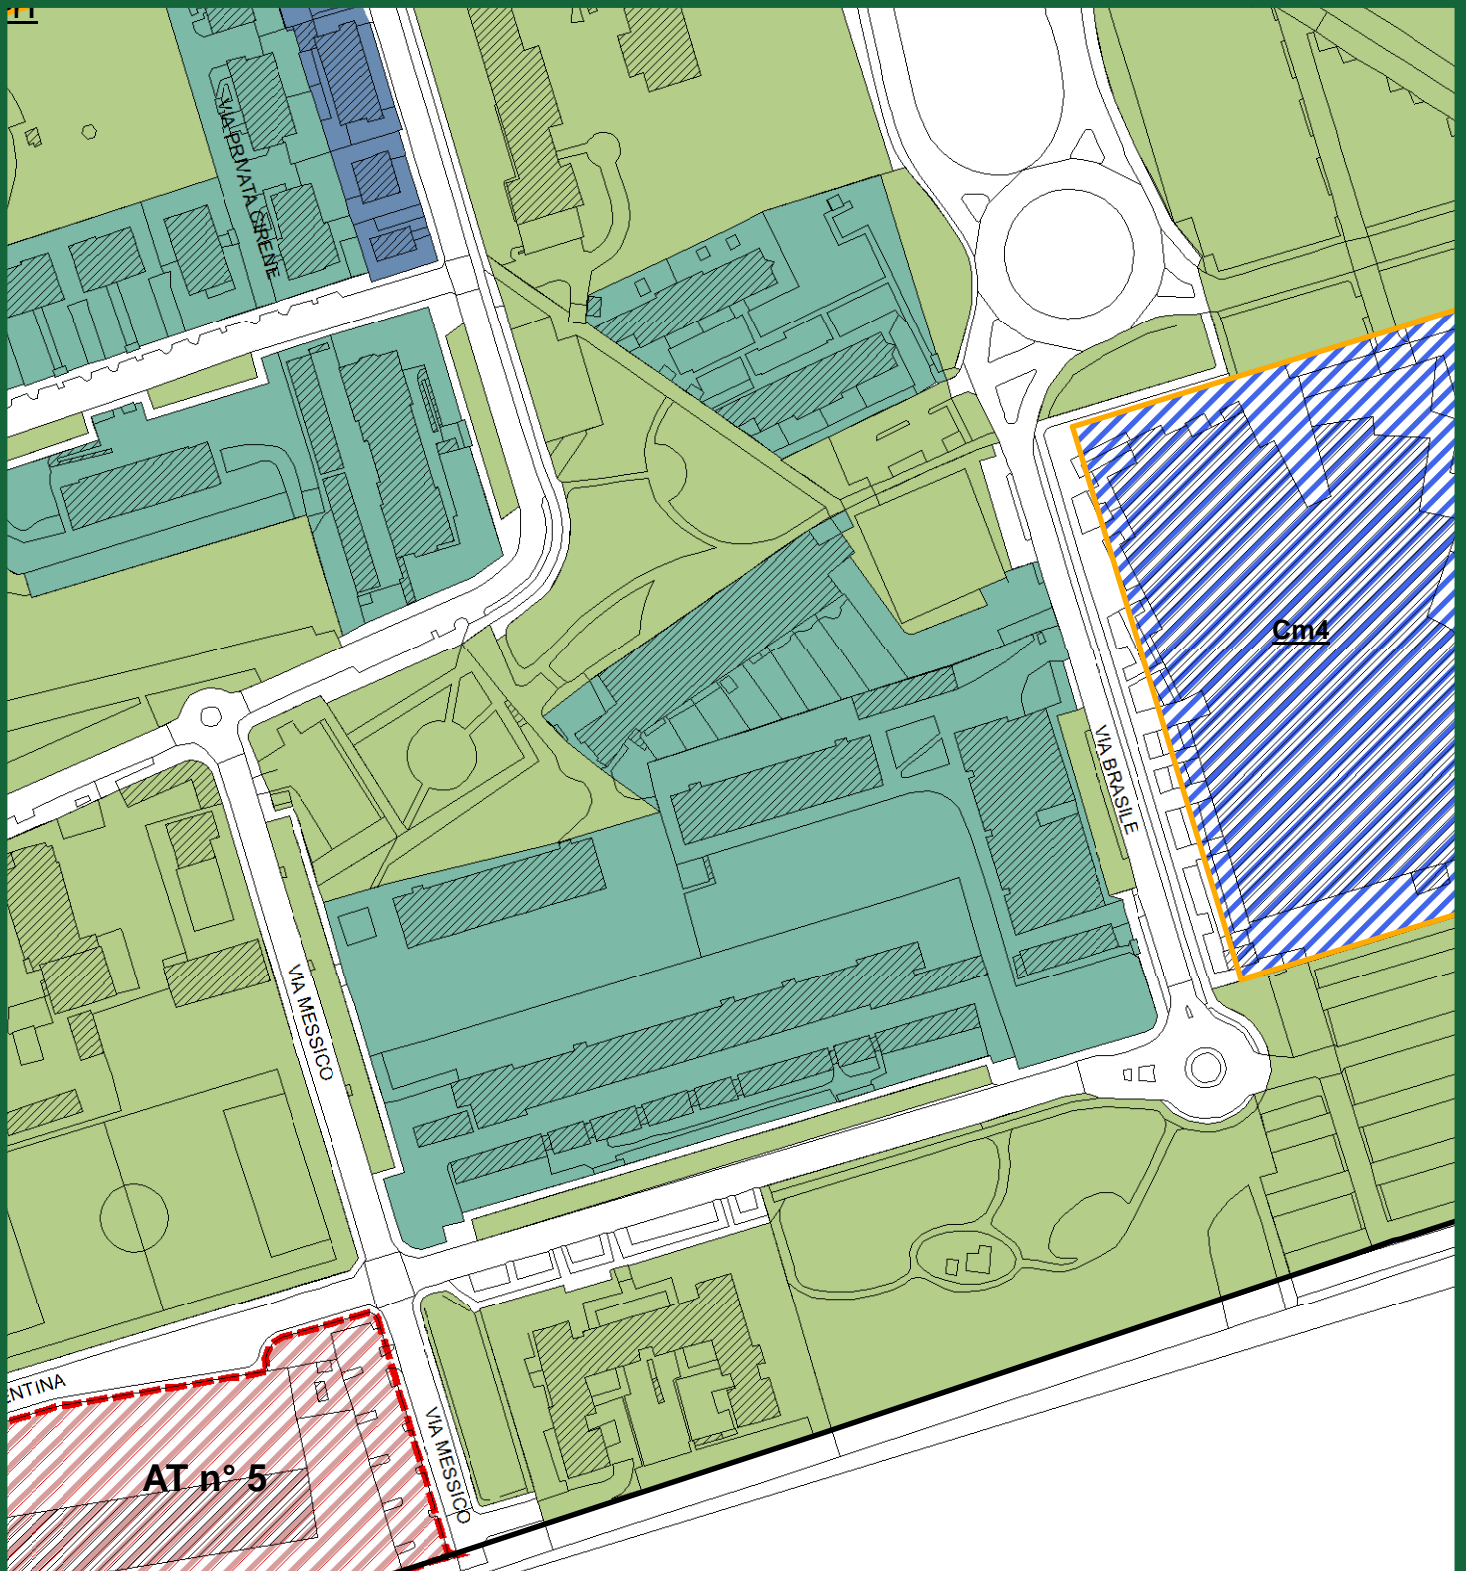 VIA PRIVATA CIRENE
Cm4
VIA BRASILE
VIA MESSICO
ENTINA
VIA MESSICO
AT n° 5